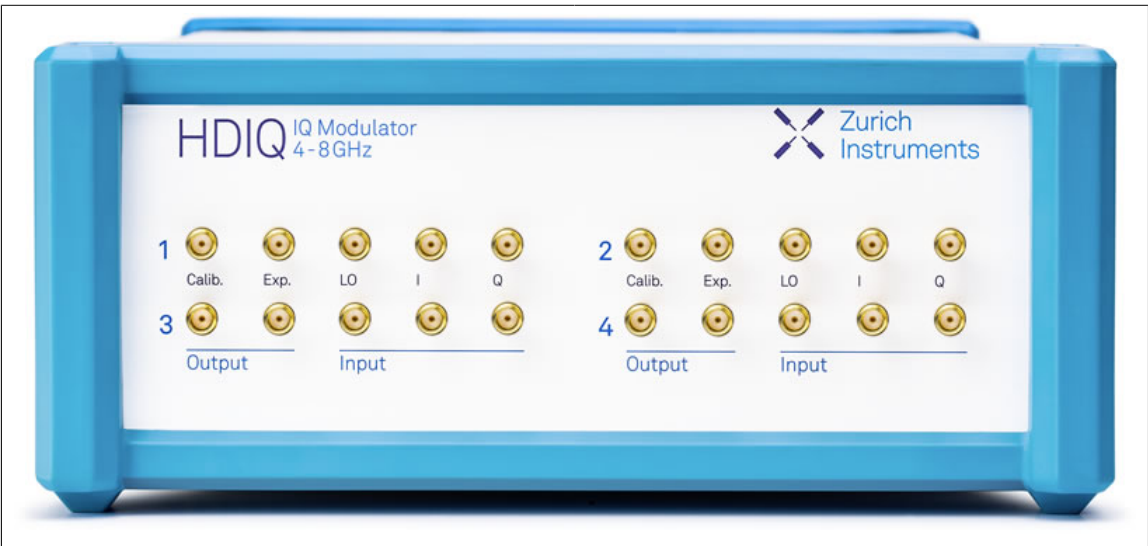 HDIQ IQ Modulator
4-8GHz
Zurich
Instruments
1 2
Calib. Exp. LO I Q Calib. Exp. LO I Q
3 4
Output Input Output Input